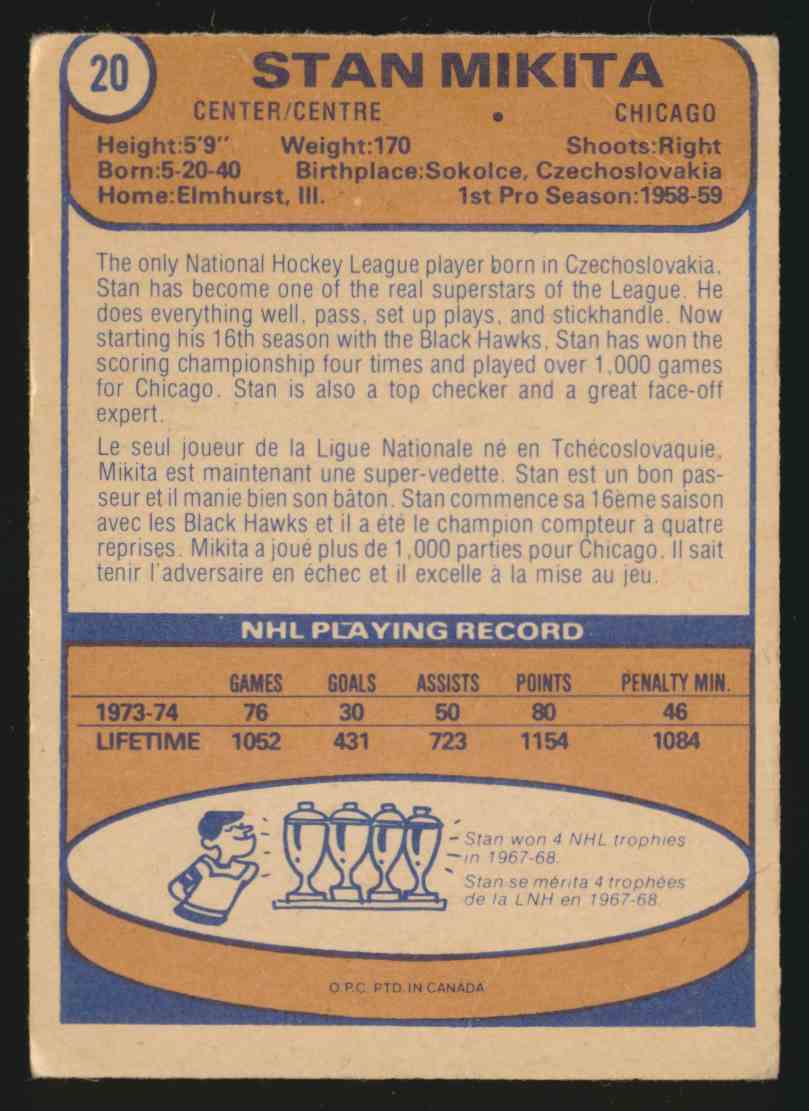 20
STAN MIKITA
CENTER/CENTRE • CHICAGO
Height:5'9" Weight:170 Shoots:Right
Born:5-20-40 Birthplace:Sokolce, Czechoslovakia
Home:Elmhurst, Ill. 1st Pro Season:1958-59
The only National Hockey League player born in Czechoslovakia,
Stan has become one of the real superstars of the League. He
does everything well, pass, set up plays, and stickhandle. Now
starting his 16th season with the Black Hawks, Stan has won the
scoring championship four times and played over 1,000 games
for Chicago. Stan is also a top checker and a great face-off
expert.
Le seul joueur de la Ligue Nationale né en Tchécoslovaquie,
Mikita est maintenant une super-vedette. Stan est un bon pas-
seur et il manie bien son bâton. Stan commence sa 16ème saison
avec les Black Hawks et il a été le champion compteur à quatre
reprises. Mikita a joué plus de 1,000 parties pour Chicago. Il sait
tenir l'adversaire en échec et il excelle à la mise au jeu.
NHL PLAYING RECORD
GAMES GOALS ASSISTS POINTS PENALTY MIN.
1973-74 76 30 50 80 46
LIFETIME 1052 431 723 1154 1084
Stan won 4 NHL trophies
in 1967-68.
Stan se mérita 4 trophées
de la LNH en 1967-68.
O.P.C. PTD. IN CANADA